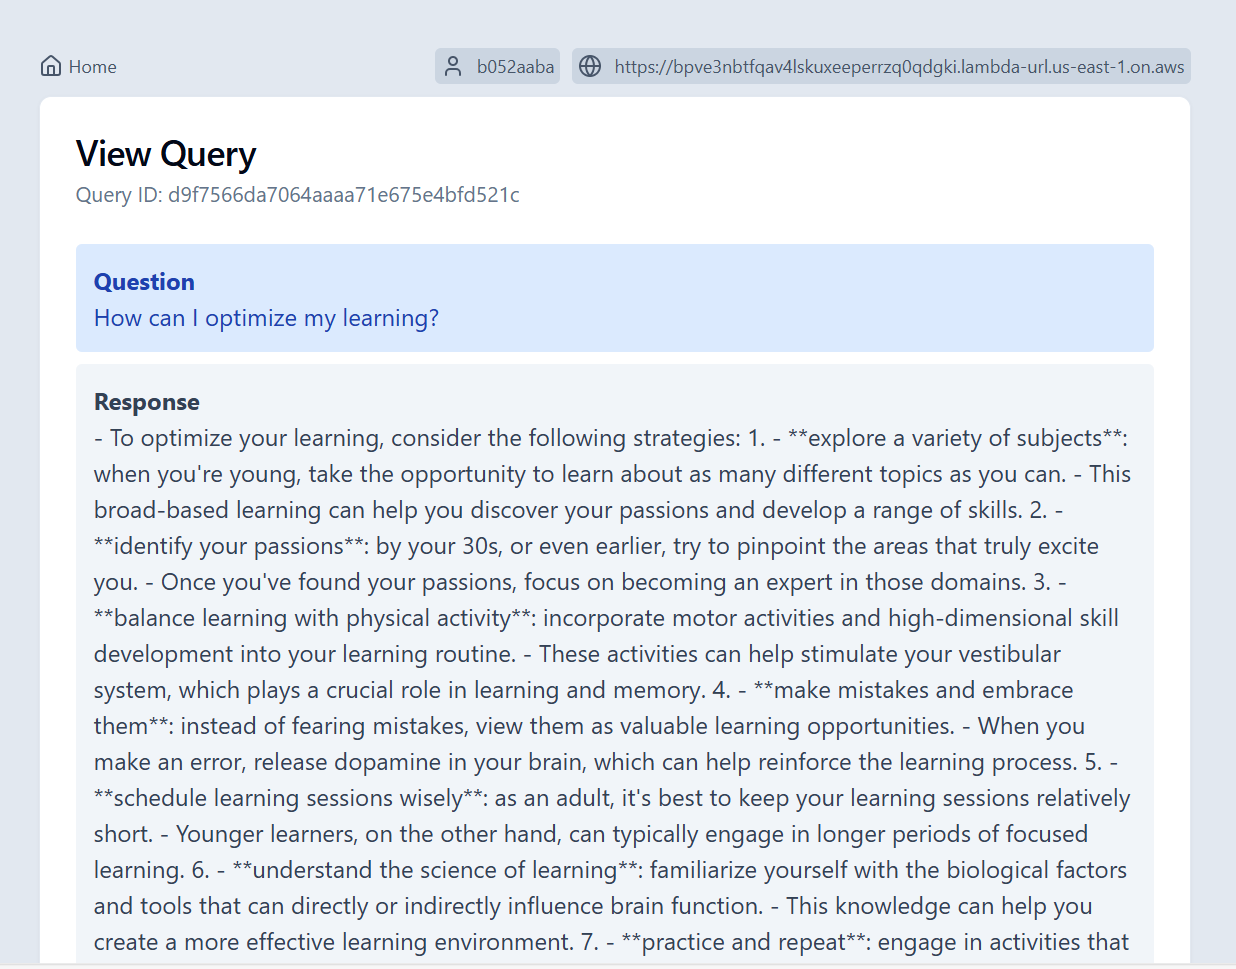 Home
b052aaba
https://bpve3nbtfqav4lskuxeeperrzq0qdgki.lambda-url.us-east-1.on.aws
View Query
Query ID: d9f7566da7064aaaa71e675e4bfd521c
Question
How can I optimize my learning?
Response
- To optimize your learning, consider the following strategies: 1. - **explore a variety of subjects**:
when you're young, take the opportunity to learn about as many different topics as you can. - This
broad-based learning can help you discover your passions and develop a range of skills. 2. -
**identify your passions**: by your 30s, or even earlier, try to pinpoint the areas that truly excite
you. - Once you've found your passions, focus on becoming an expert in those domains. 3. -
**balance learning with physical activity**: incorporate motor activities and high-dimensional skill
development into your learning routine. - These activities can help stimulate your vestibular
system, which plays a crucial role in learning and memory. 4. - **make mistakes and embrace
them**: instead of fearing mistakes, view them as valuable learning opportunities. - When you
make an error, release dopamine in your brain, which can help reinforce the learning process. 5. -
**schedule learning sessions wisely**: as an adult, it's best to keep your learning sessions relatively
short. - Younger learners, on the other hand, can typically engage in longer periods of focused
learning. 6. - **understand the science of learning**: familiarize yourself with the biological factors
and tools that can directly or indirectly influence brain function. - This knowledge can help you
create a more effective learning environment. 7. - **practice and repeat**: engage in activities that